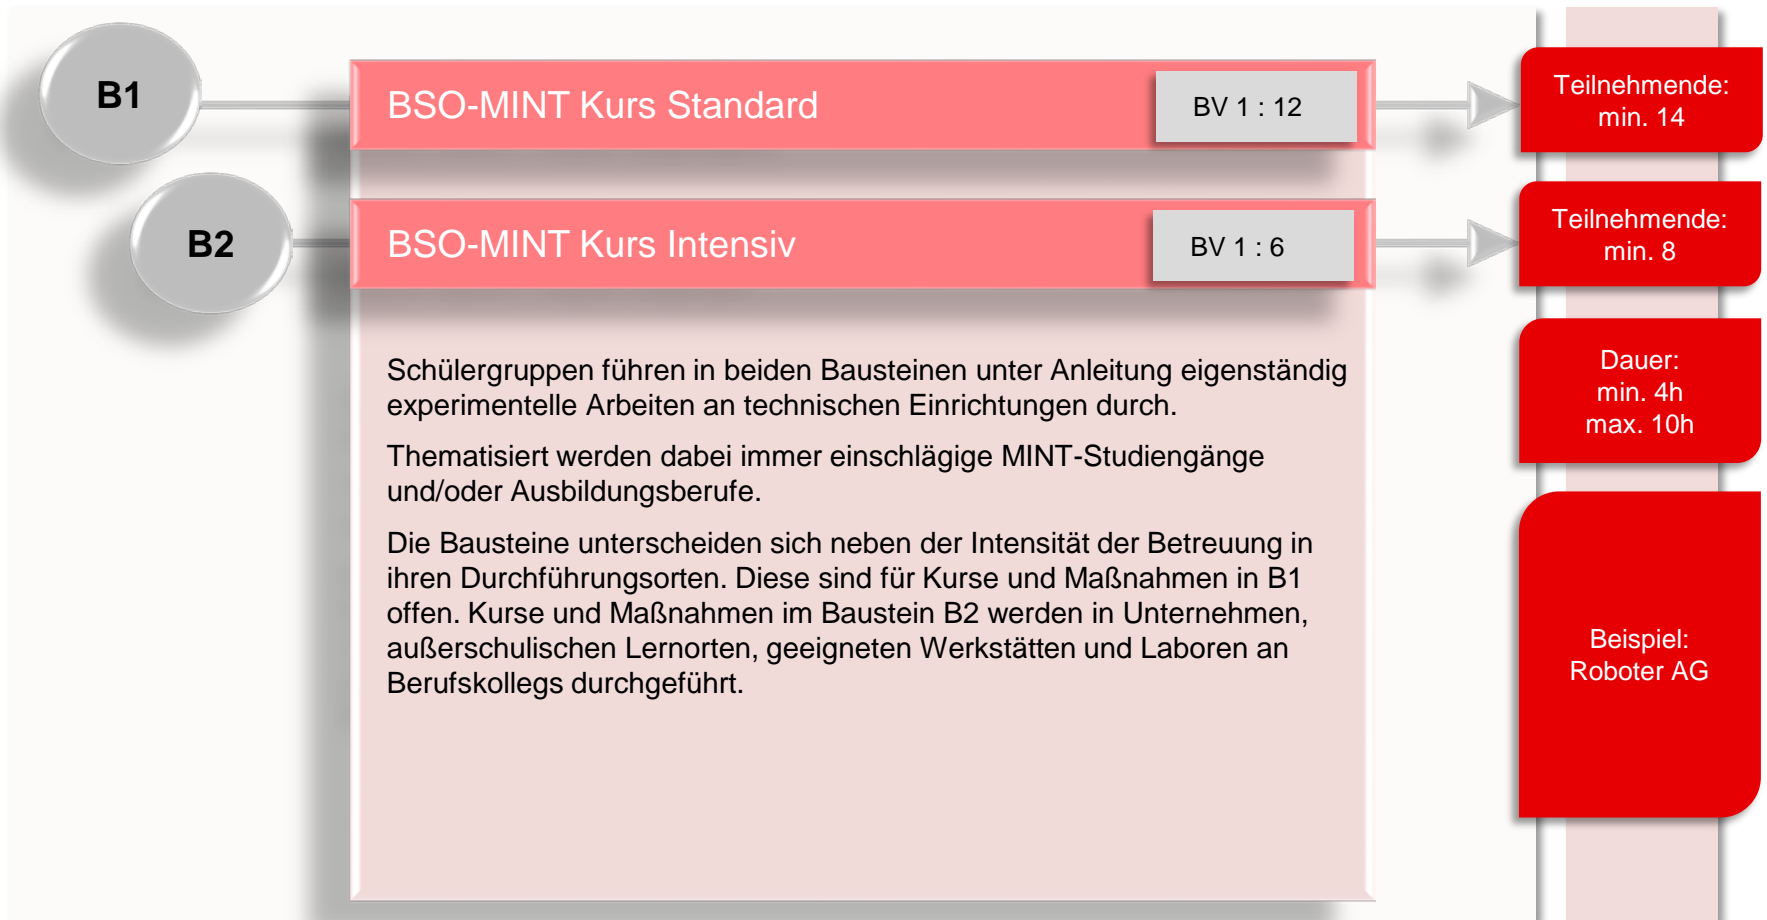 B1
BSO-MINT Kurs Standard
BV 1 : 12
Teilnehmende:
min. 14
B2
BSO-MINT Kurs Intensiv
BV 1 : 6
Teilnehmende:
min. 8
Schülergruppen führen in beiden Bausteinen unter Anleitung eigenständig
experimentelle Arbeiten an technischen Einrichtungen durch.
Thematisiert werden dabei immer einschlägige MINT-Studiengänge
und/oder Ausbildungsberufe.
Die Bausteine unterscheiden sich neben der Intensität der Betreuung in
ihren Durchführungsorten. Diese sind für Kurse und Maßnahmen in B1
offen. Kurse und Maßnahmen im Baustein B2 werden in Unternehmen,
außerschulischen Lernorten, geeigneten Werkstätten und Laboren an
Berufskollegs durchgeführt.
Dauer:
min. 4h
max. 10h
Beispiel:
Roboter AG